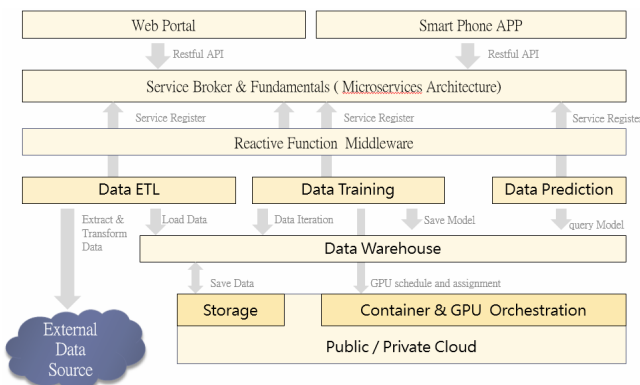 Web Portal
Smart Phone APP
Restful API
Restful API
Service Broker & Fundamentals ( Microservices Architecture)
Service Register
Service Register
Service Register
Reactive Function Middleware
Data ETL
Data Training
Data Prediction
Extract &
Transform
Data
Load Data
Data Iteration
Save Model
query Model
Data Warehouse
Save Data
GPU schedule and assignment
Storage
Container & GPU Orchestration
External
Data
Source
Public / Private Cloud